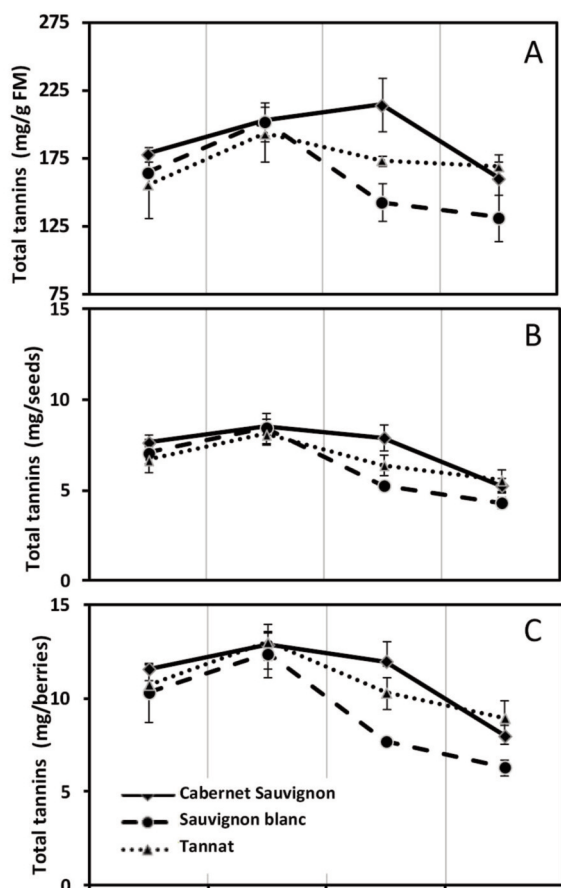 275
225
175
125
75
Total tannins (mg/g FM)
A
15
10
5
0
Total tannins (mg/seeds)
B
15
10
5
0
Total tannins (mg/berries)
C
Cabernet Sauvignon
Sauvignon blanc
Tannat